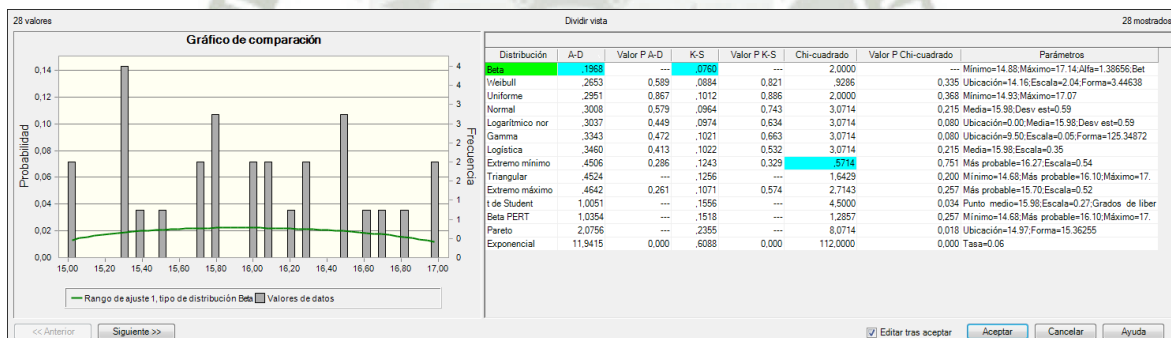 28 valores
Dividir vista
28 mostrados
Gráfico de comparación
0,14
0,12
0,10
0,08
0,06
0,04
0,02
0,00
Probabilidad
4
4
3
3
2
2
1
1
0
0
Frecuencia
15,00 15,20 15,40 15,60 15,80 16,00 16,20 16,40 16,60 16,80 17,00
Rango de ajuste 1, tipo de distribución Beta Valores de datos
Distribución A-D Valor P A-D K-S Valor P K-S Chi-cuadrado Valor P Chi-cuadrado Parámetros
Beta ,1968 --- ,0760 --- 2,0000 --- Mínimo=14.88;Máximo=17.14;Alfa=1.38656;Bet
Weibull ,2653 0,589 ,0884 0,821 ,9286 0,335 Ubicación=14.16;Escala=2.04;Forma=3.44638
Uniforme ,2951 0,867 ,1012 0,886 2,0000 0,368 Mínimo=14.93;Máximo=17.07
Normal ,3008 0,579 ,0964 0,743 3,0714 0,215 Media=15.98;Desv est=0.59
Logarítmico nor ,3037 0,449 ,0974 0,634 3,0714 0,080 Ubicación=0.00;Media=15.98;Desv est=0.59
Gamma ,3343 0,472 ,1021 0,663 3,0714 0,080 Ubicación=9.50;Escala=0.05;Forma=125.34872
Logística ,3460 0,413 ,1022 0,532 3,0714 0,215 Media=15.98;Escala=0.35
Extremo mínimo ,4506 0,286 ,1243 0,329 ,5714 0,751 Más probable=16.27;Escala=0.54
Triangular ,4524 --- ,1256 --- 1,6429 0,200 Mínimo=14.68;Más probable=16.10;Máximo=17.
Extremo máximo ,4642 0,261 ,1071 0,574 2,7143 0,257 Más probable=15.70;Escala=0.52
t de Student 1,0051 --- ,1556 --- 4,5000 0,034 Punto medio=15.98;Escala=0.27;Grados de liber
Beta PERT 1,0354 --- ,1518 --- 1,2857 0,257 Mínimo=14.68;Más probable=16.10;Máximo=17.
Pareto 2,0756 --- ,2355 --- 8,0714 0,018 Ubicación=14.97;Forma=15.36255
Exponencial 11,9415 0,000 ,6088 0,000 112,0000 0,000 Tasa=0.06
<< Anterior Siguiente >> Editar tras aceptar Aceptar Cancelar Ayuda